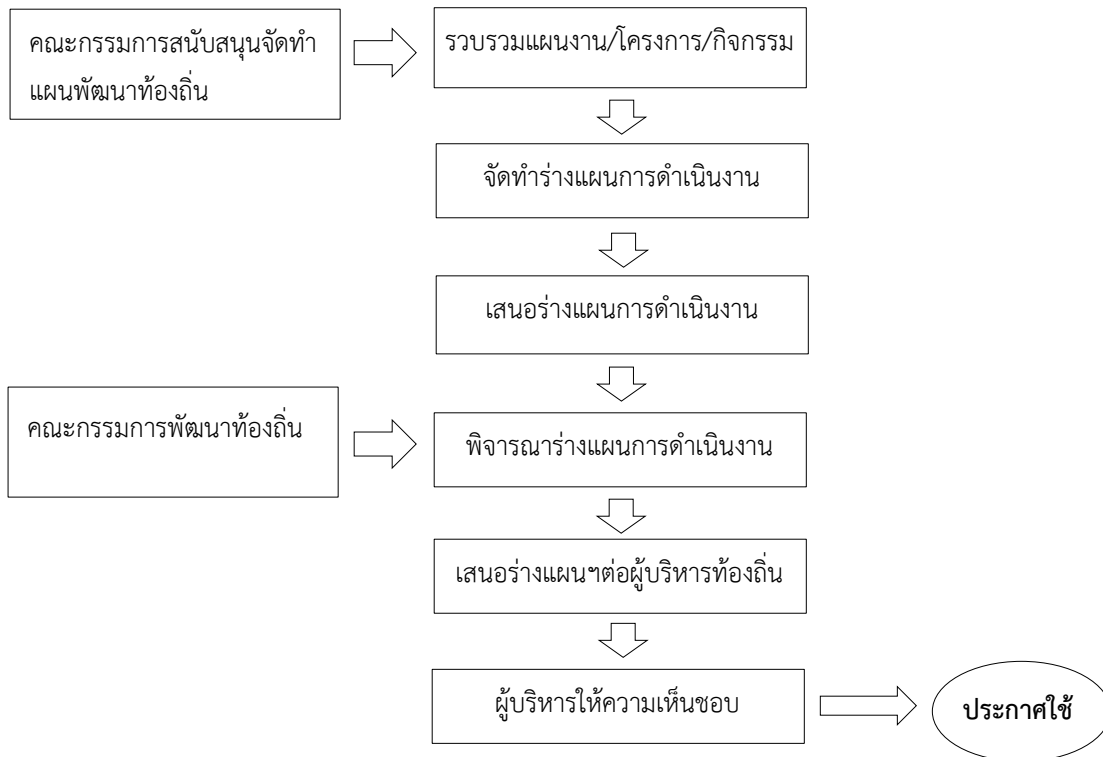 คณะกรรมการสนับสนุนจัดทำ
แผนพัฒนาท้องถิ่น
รวบรวมแผนงาน/โครงการ/กิจกรรม
จัดทำร่างแผนการดำเนินงาน
เสนอร่างแผนการดำเนินงาน
คณะกรรมการพัฒนาท้องถิ่น
พิจารณาร่างแผนการดำเนินงาน
เสนอร่างแผนฯต่อผู้บริหารท้องถิ่น
ผู้บริหารให้ความเห็นชอบ
ประกาศใช้